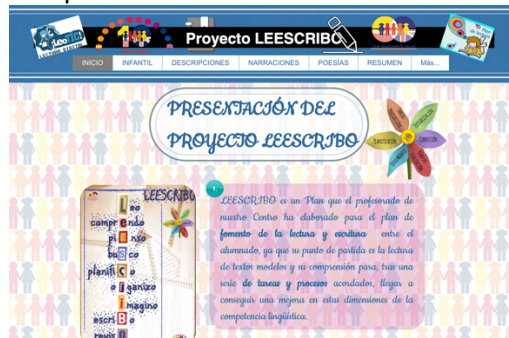 ¡LeoTIC!
Proyecto LEESCRIBO
INICIO INFANTIL DESCRIPCIONES NARRACIONES POESÍAS RESUMEN Más...
PRESENTACIÓN DEL
PROYECTO LEESCRIBO
PLANIFICACIÓN
CORRECCIÓN
LEESCRIBO
Leo
comprendo
pienso
busco
planifico
organizo
imagino
escribo
1
LEESCRIBO es un Plan que el profesorado de
nuestro Centro ha elaborado para el plan de
fomento de la lectura y escritura entre el
alumnado, ya que su punto de partida es la lectura
de textos modelos y su comprensión para, tras una
serie de tareas y procesos acordados, llegar a
conseguir una mejora en estas dimensiones de la
competencia lingüística.